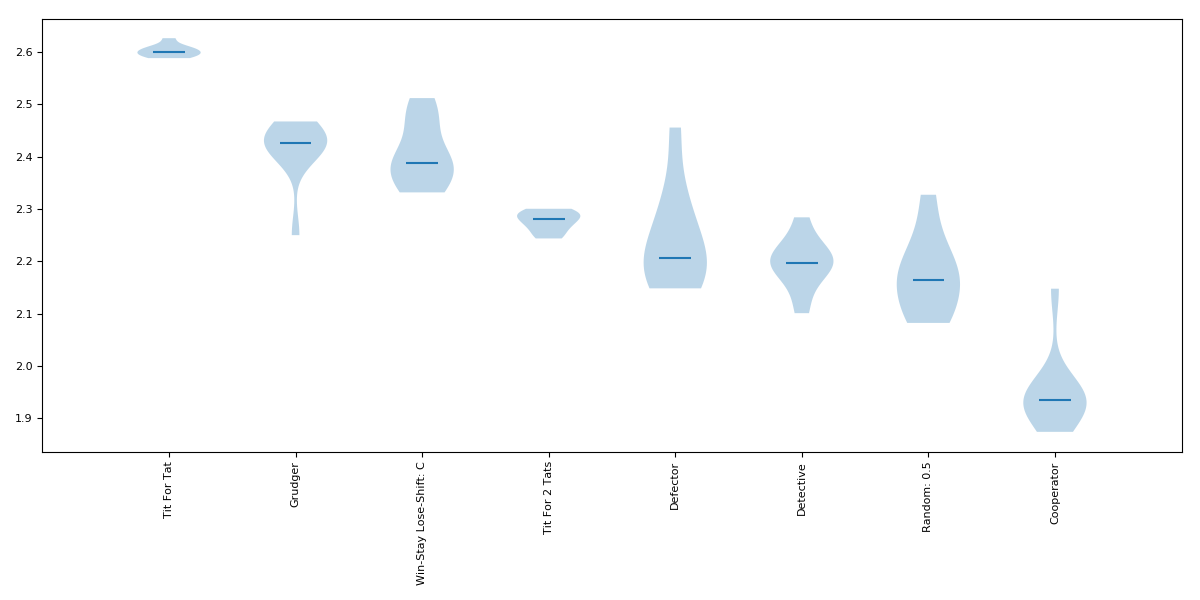 2.6
2.5
2.4
2.3
2.2
2.1
2.0
1.9
Tit For Tat
Grudger
Win-Stay Lose-Shift: C
Tit For 2 Tats
Defector
Detective
Random: 0.5
Cooperator